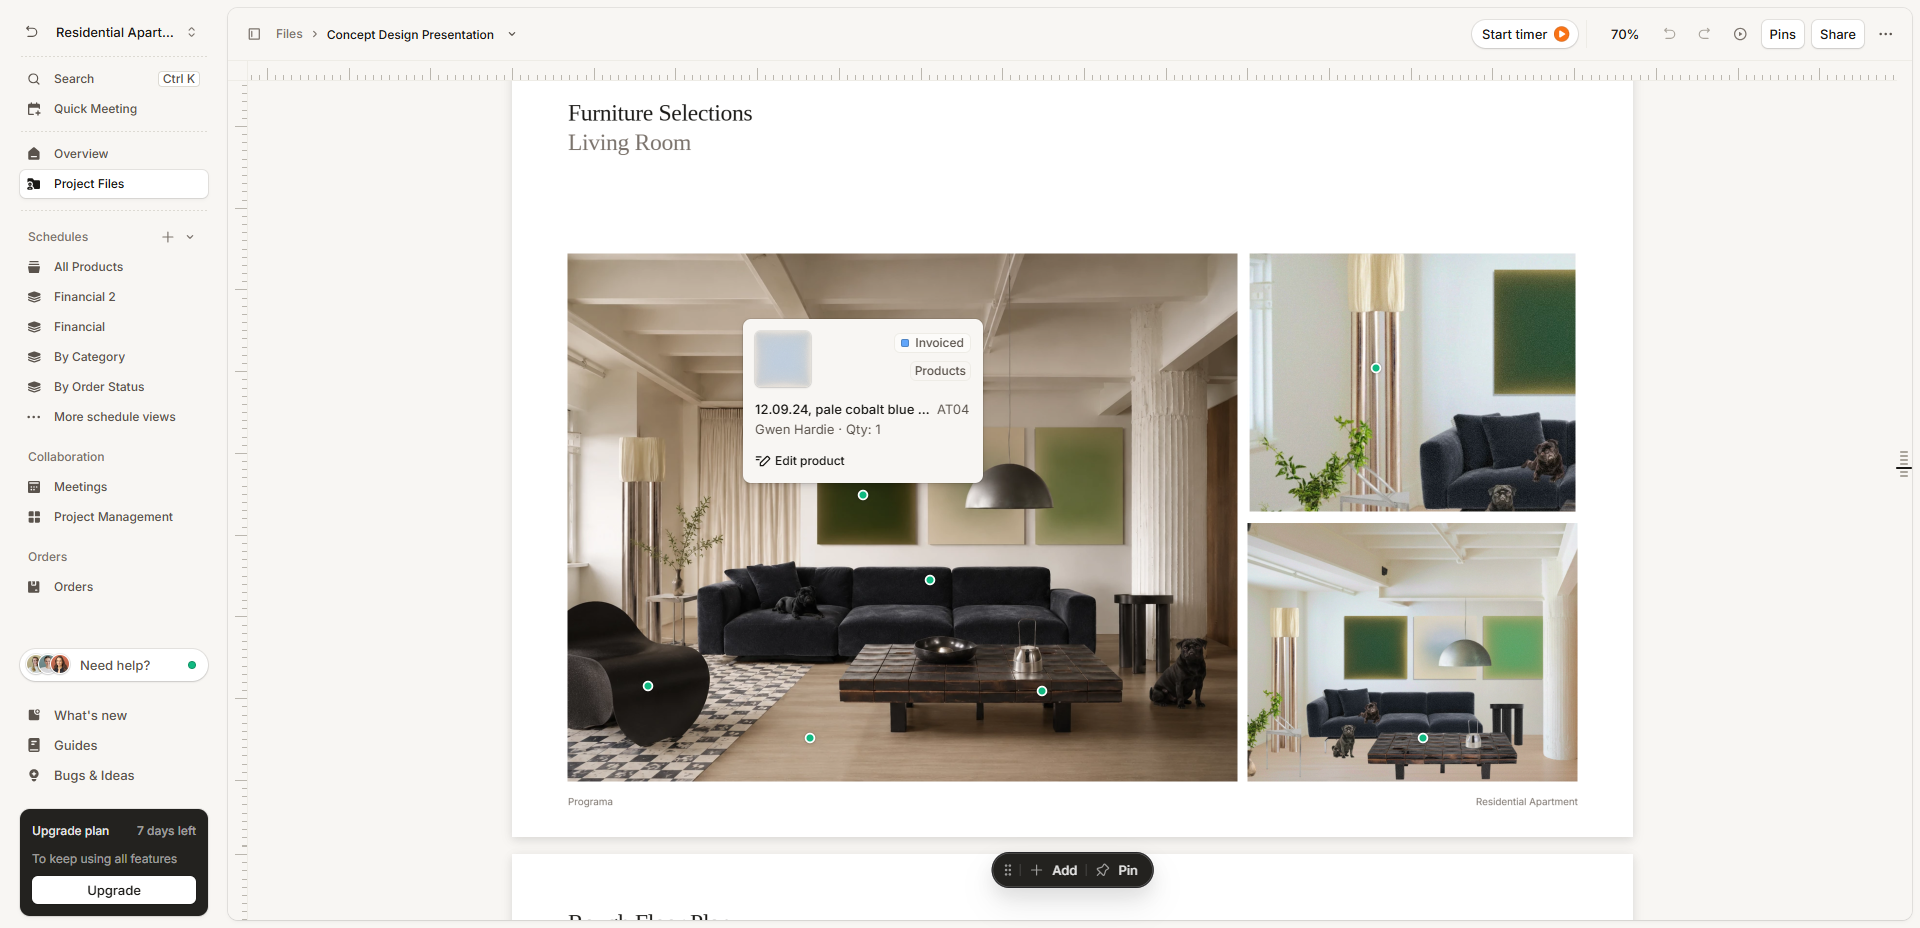 Residential Apart...
Search
Ctrl K
Quick Meeting
Overview
Project Files
Schedules
All Products
Financial 2
Financial
By Category
By Order Status
More schedule views
Collaboration
Meetings
Project Management
Orders
Orders
Need help?
What's new
Guides
Bugs & Ideas
Upgrade plan
7 days left
To keep using all features
Upgrade
Files
Concept Design Presentation
Start timer
70%
Pins
Share
Furniture Selections
Living Room
Invoiced
Products
12.09.24, pale cobalt blue ...
AT04
Gwen Hardie · Qty: 1
Edit product
Programa
Residential Apartment
Add
Pin